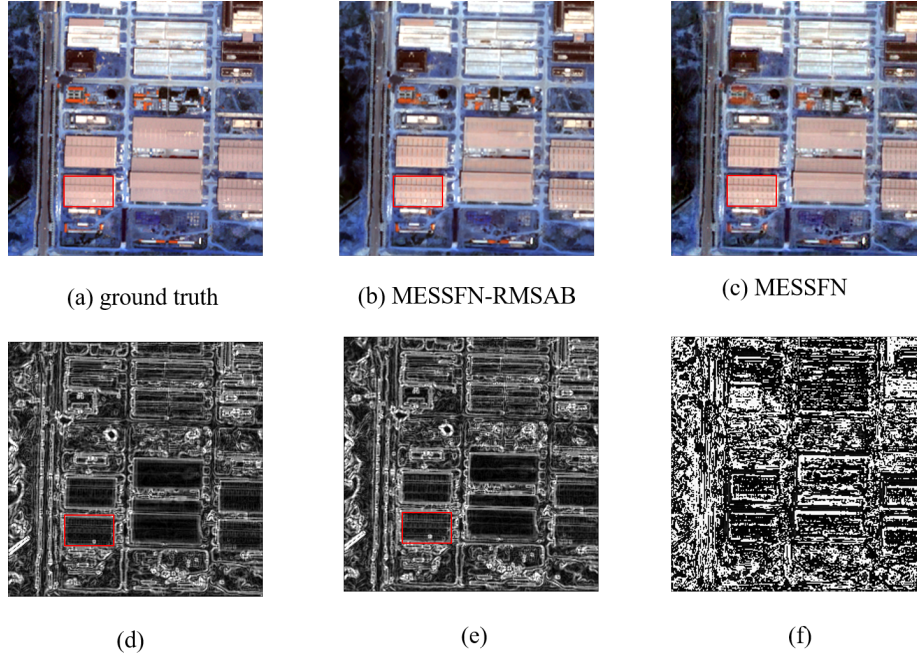 (a) ground truth
(b) MESSFN-RMSAB
(c) MESSFN
(d)
(e)
(f)